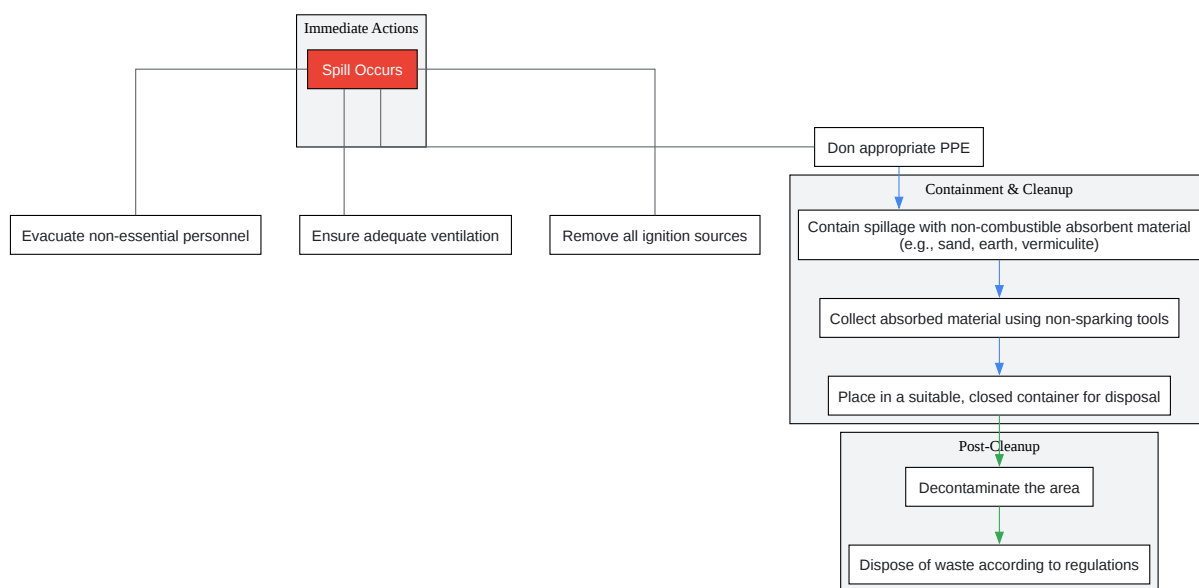 Immediate Actions
Spill Occurs
Don appropriate PPE
Containment & Cleanup
Evacuate non-essential personnel
Ensure adequate ventilation
Remove all ignition sources
Contain spillage with non-combustible absorbent material
(e.g., sand, earth, vermiculite)
Collect absorbed material using non-sparking tools
Place in a suitable, closed container for disposal
Post-Cleanup
Decontaminate the area
Dispose of waste according to regulations